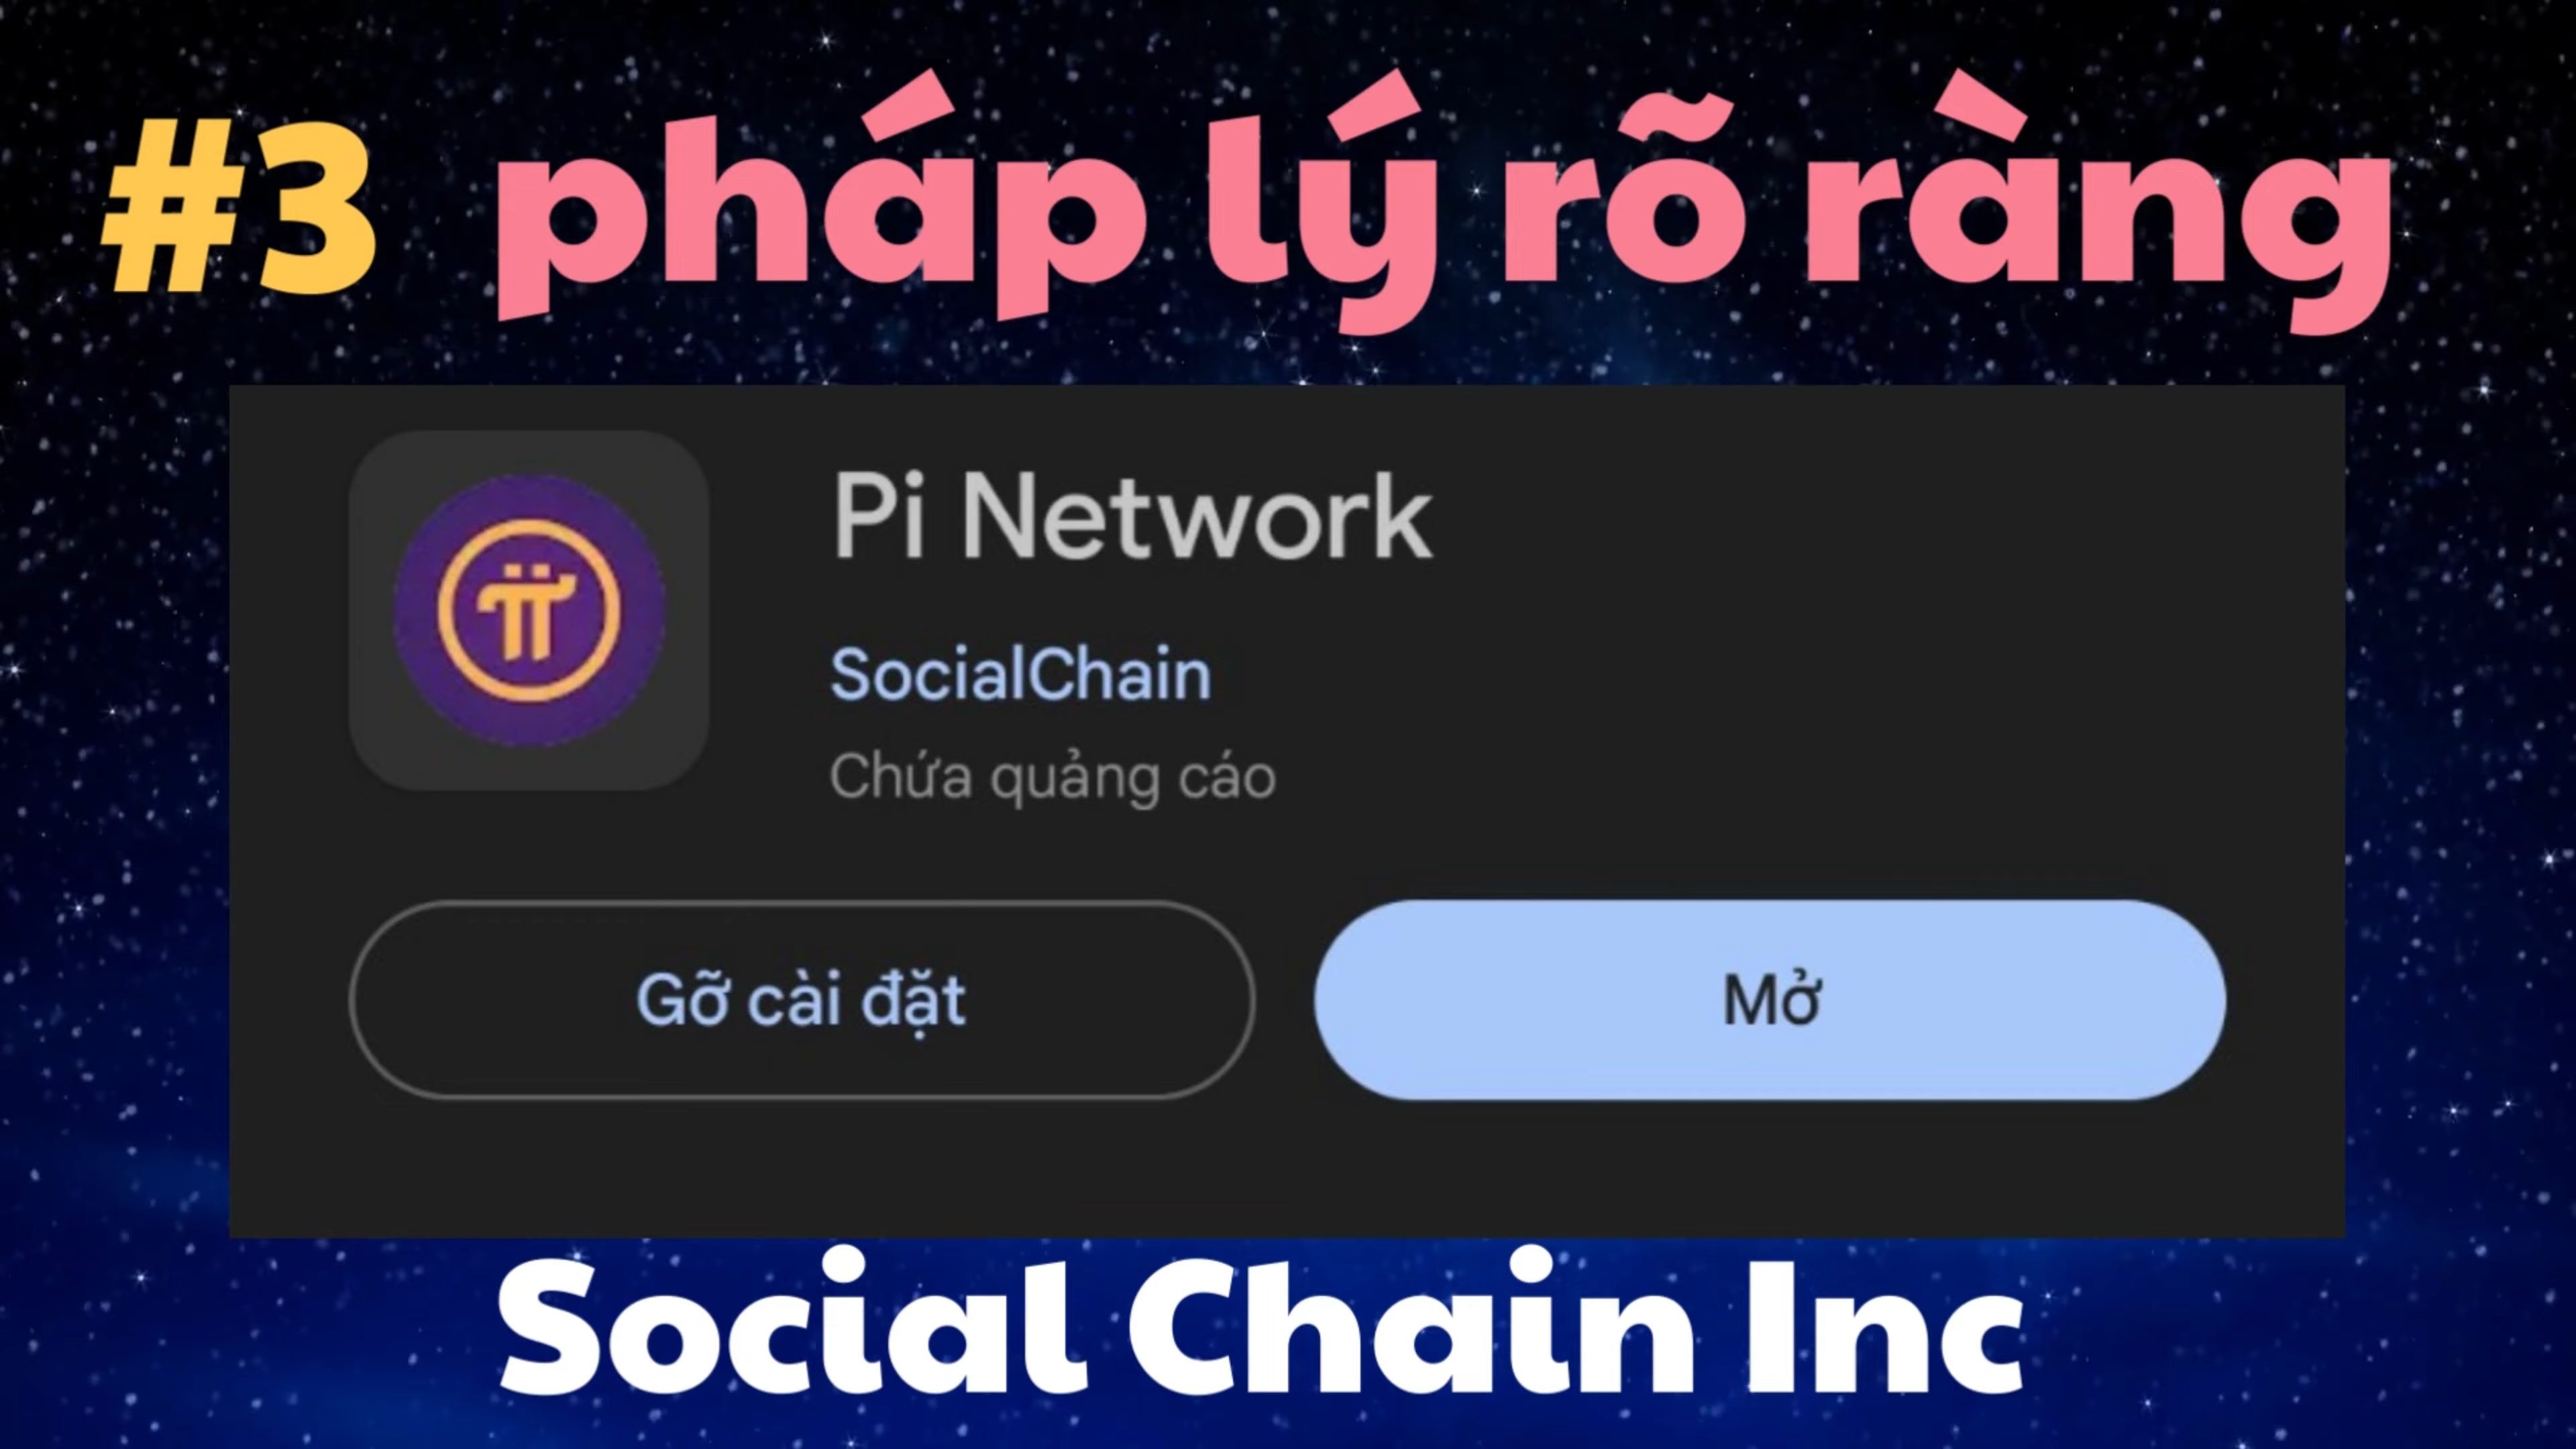 #3 pháp lý rõ ràng
Pi Network
SocialChain
Chứa quảng cáo
Gỡ cài đặt
Mở
Social Chain Inc